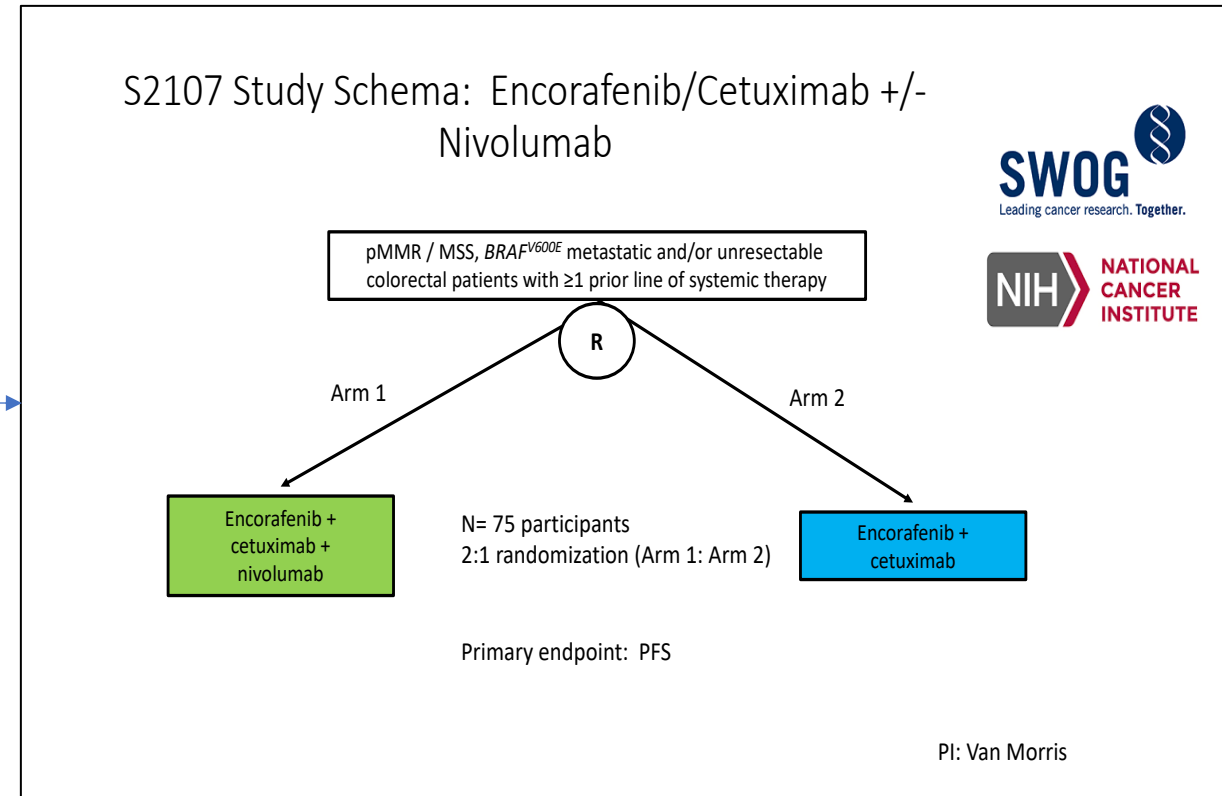 S2107 Study Schema: Encorafenib/Cetuximab +/-
Nivolumab
SWOG
Leading cancer research. Together.
NIH
NATIONAL
CANCER
INSTITUTE
pMMR / MSS, BRAFV600E metastatic and/or unresectable
colorectal patients with ≥1 prior line of systemic therapy
R
Arm 1
Arm 2
Encorafenib +
cetuximab +
nivolumab
N= 75 participants
2:1 randomization (Arm 1: Arm 2)
Encorafenib +
cetuximab
Primary endpoint: PFS
PI: Van Morris